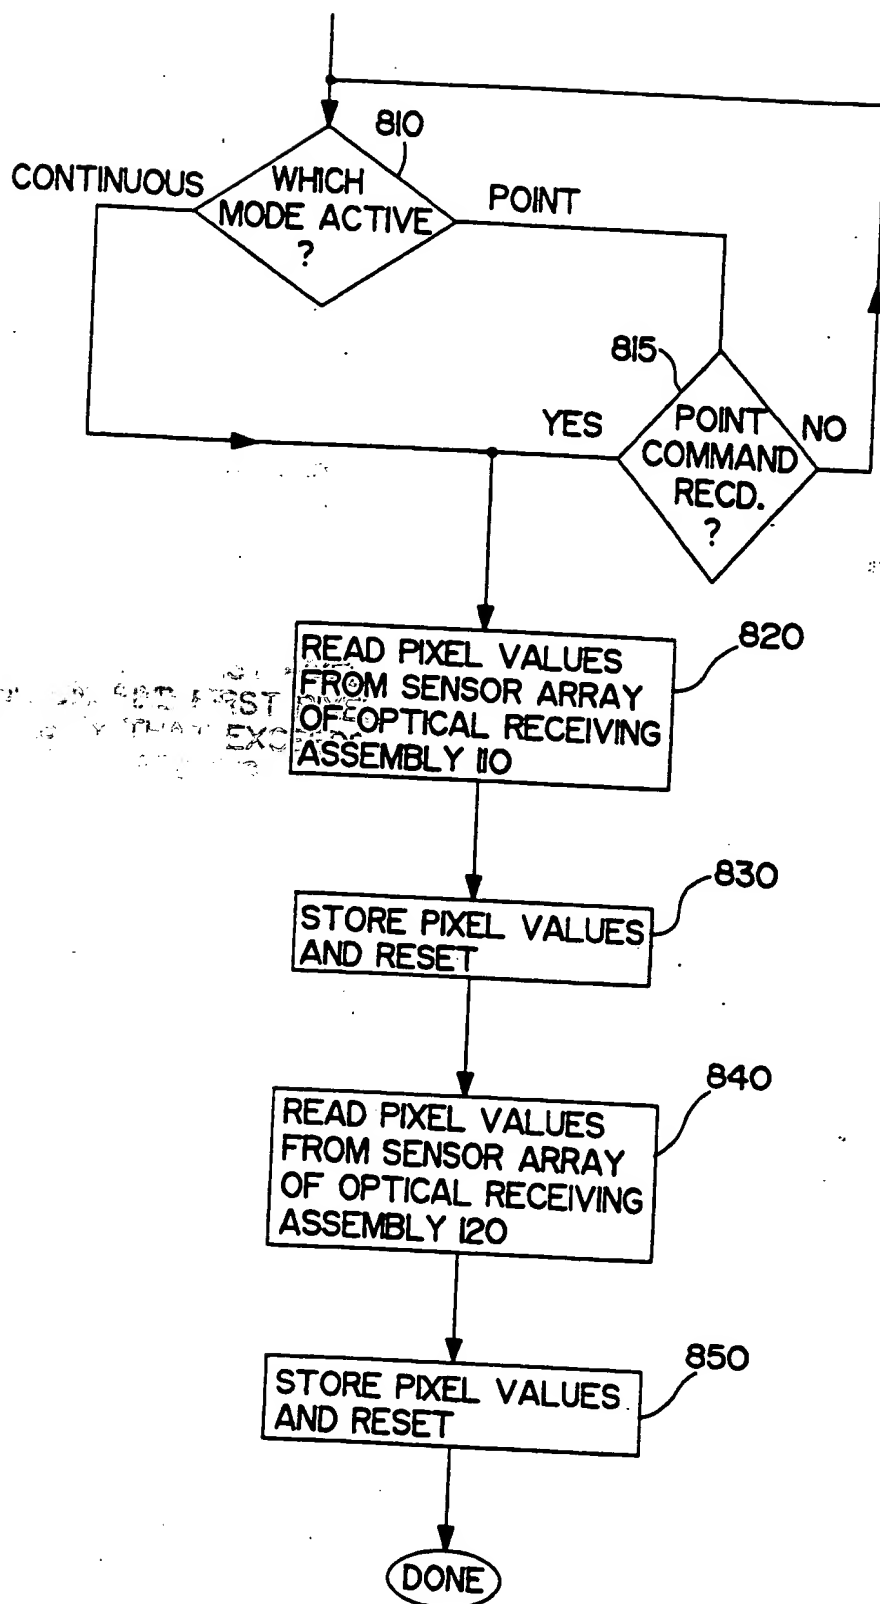 810
CONTINUOUS
WHICH
MODE ACTIVE
?
POINT
815
YES
POINT
COMMAND
RECD.
?
NO
820
READ PIXEL VALUES
FROM SENSOR ARRAY
OF OPTICAL RECEIVING
ASSEMBLY 110
FIRST
THAT
830
STORE PIXEL VALUES
AND RESET
840
READ PIXEL VALUES
FROM SENSOR ARRAY
OF OPTICAL RECEIVING
ASSEMBLY 120
850
STORE PIXEL VALUES
AND RESET
DONE